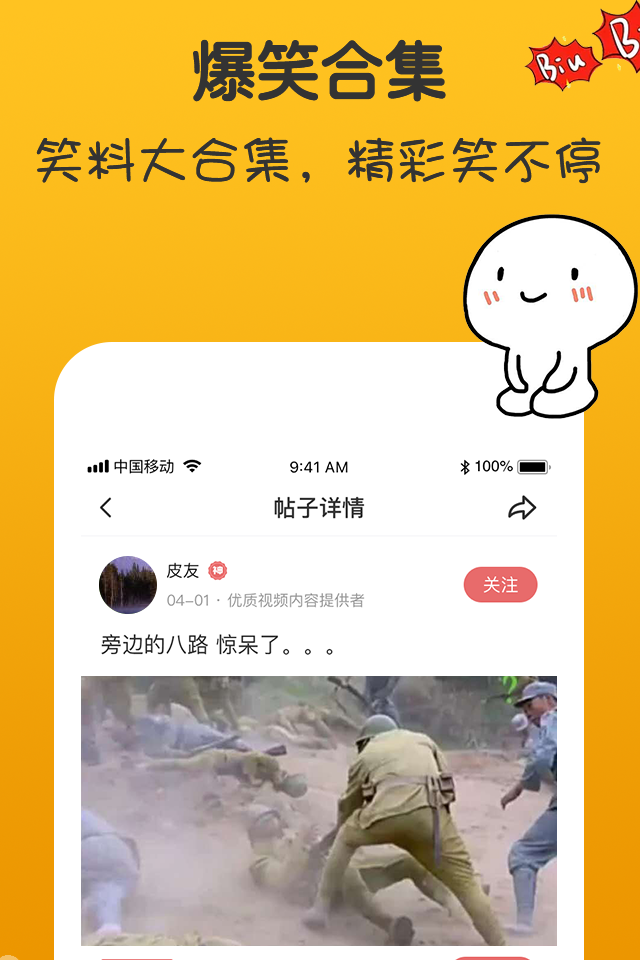 爆笑合集
Biu
Bi
笑料大合集，精彩笑不停
中国移动 9:41 AM 100%
帖子详情
皮友 神
关注
04-01 · 优质视频内容提供者
旁边的八路 惊呆了。。。
?